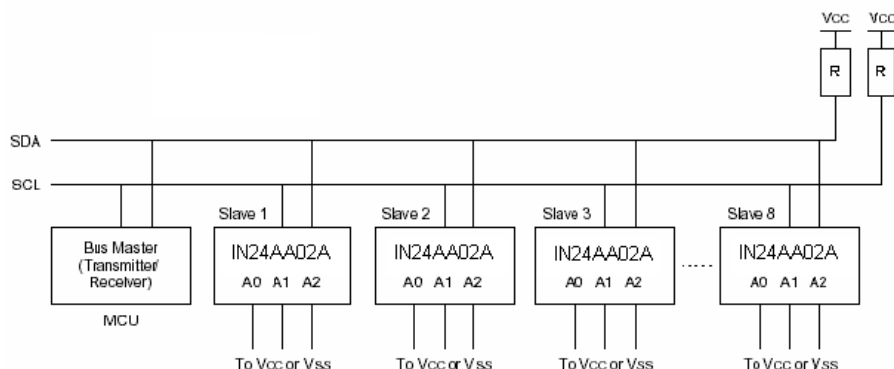 Vcc Vcc
R R
SDA
SCL
Slave 1 Slave 2 Slave 3 Slave 8
Bus Master
(Transmitter/
Receiver)
IN24AA02A IN24AA02A IN24AA02A IN24AA02A
A0 A1 A2 A0 A1 A2 A0 A1 A2 A0 A1 A2
MCU
To Vcc or Vss To Vcc or Vss To Vcc or Vss To Vcc or Vss